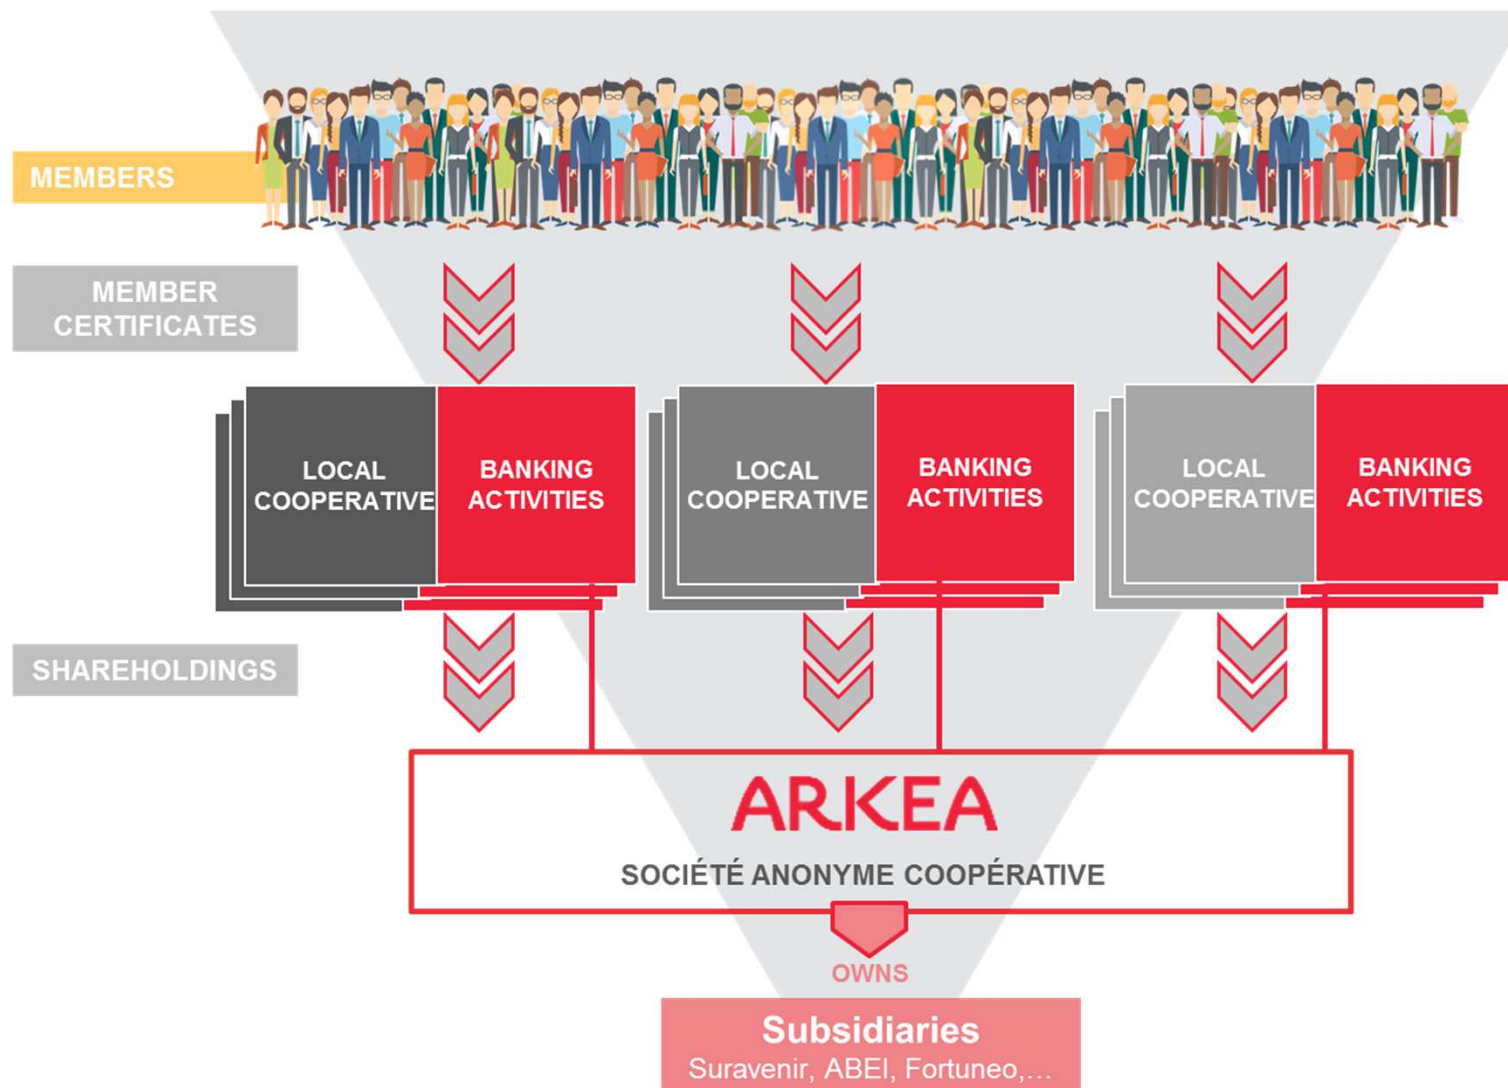 MEMBERS
MEMBER
CERTIFICATES
LOCAL
COOPERATIVE
BANKING
ACTIVITIES
LOCAL
COOPERATIVE
BANKING
ACTIVITIES
LOCAL
COOPERATIVE
BANKING
ACTIVITIES
SHAREHOLDINGS
ARKEA
SOCIÉTÉ ANONYME COOPÉRATIVE
OWNS
Subsidiaries
Suravenir, ABEI, Fortuneo,...